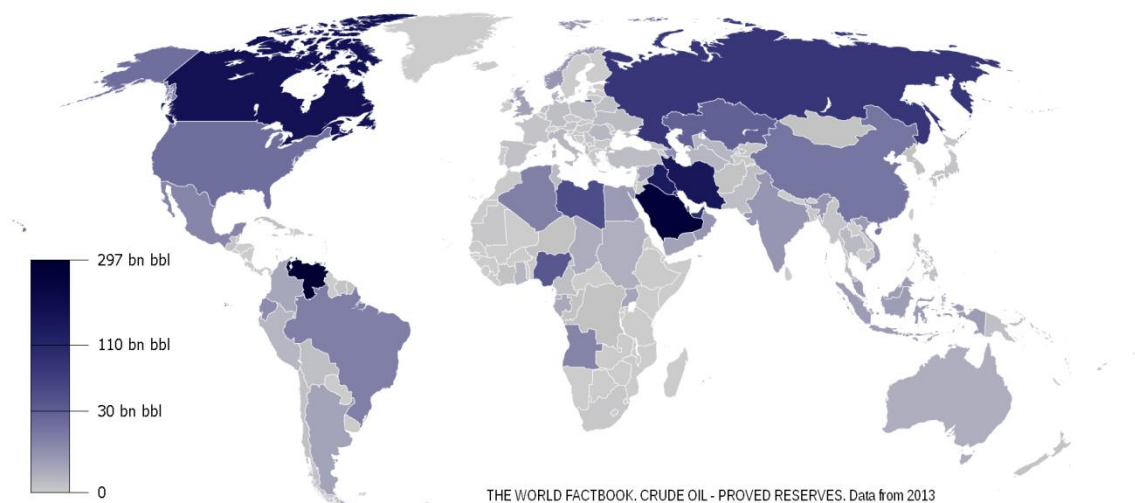 297 bn bbl
110 bn bbl
30 bn bbl
0
THE WORLD FACTBOOK. CRUDE OIL - PROVED RESERVES. Data from 2013